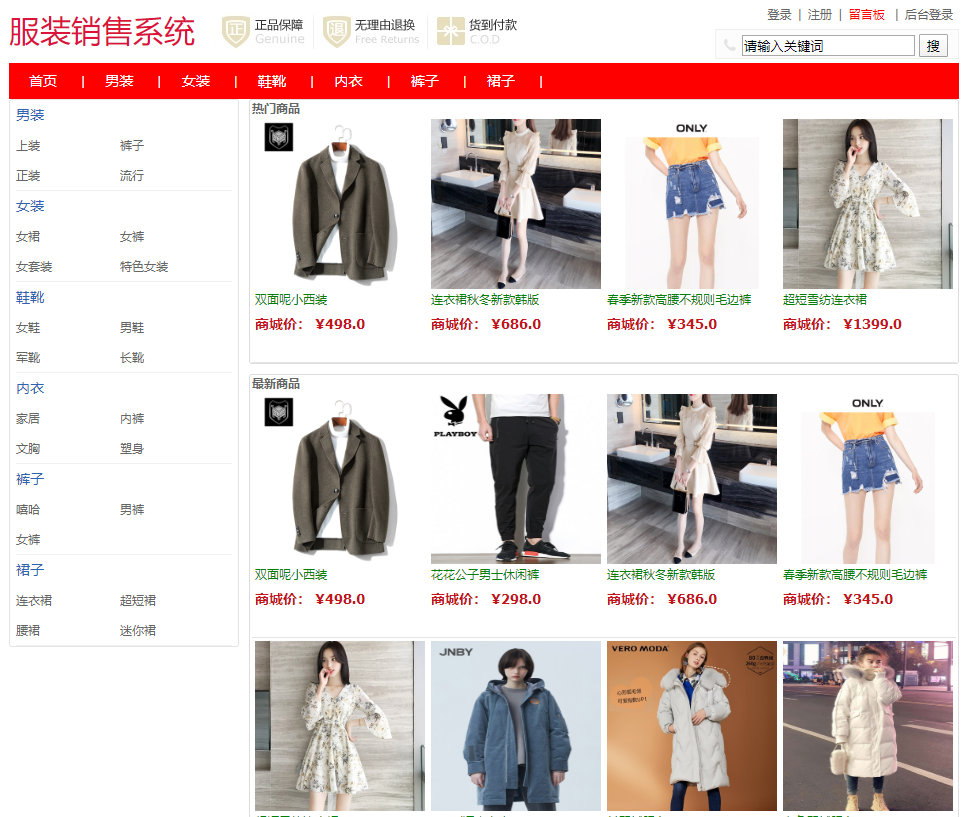 登录 | 注册 | 留言板 | 后台登录
服装销售系统
正 正品保障 Genuine
退 无理由退换 Free Returns
货到付款 C.O.D
请输入关键词 搜
首页 | 男装 | 女装 | 鞋靴 | 内衣 | 裤子 | 裙子 |
男装
上装 裤子
正装 流行
女装
女裙 女裤
女套装 特色女装
鞋靴
女鞋 男鞋
军靴 长靴
内衣
家居 内裤
文胸 塑身
裤子
嘻哈 男裤
女裤
裙子
连衣裙 超短裙
腰裙 迷你裙
热门商品
ONLY
双面呢小西装 连衣裙秋冬新款韩版 春季新款高腰不规则毛边裤 超短雪纺连衣裙
商城价: ¥498.0 商城价: ¥686.0 商城价: ¥345.0 商城价: ¥1399.0
最新商品
PLAYBOY ONLY
双面呢小西装 花花公子男士休闲裤 连衣裙秋冬新款韩版 春季新款高腰不规则毛边裤
商城价: ¥498.0 商城价: ¥298.0 商城价: ¥686.0 商城价: ¥345.0
JNBY VERO MODA